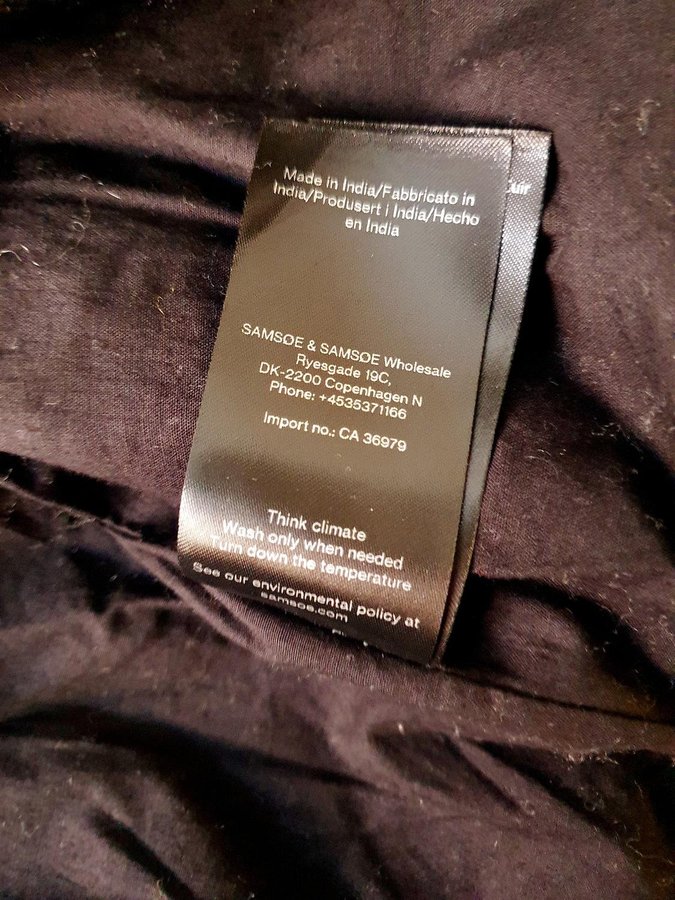 Made in India/Fabbricato in
India/Produsert i India/Hecho
en India
SAMSØE & SAMSØE Wholesale
Ryesgade 19C,
DK-2200 Copenhagen N
Phone: +4535371166
Import no.: CA 36979
Think climate
Wash only when needed
Turn down the temperature
See our environmental policy at
samsoe.com